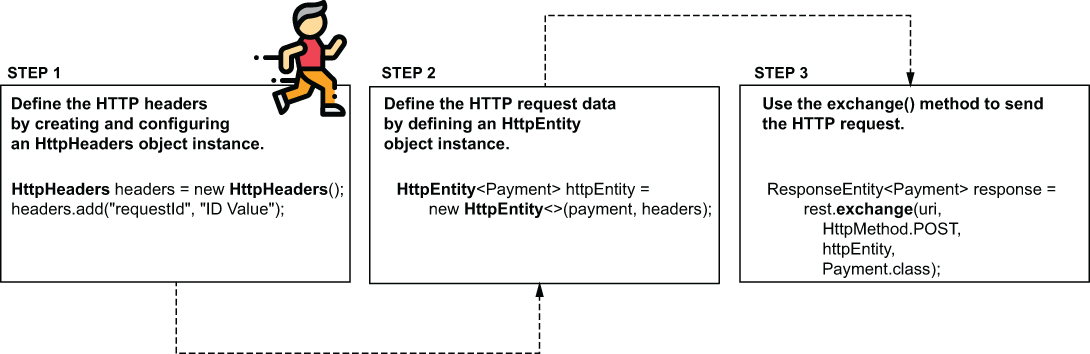 STEP 1
Define the HTTP headers
by creating and configuring
an HttpHeaders object instance.
HttpHeaders headers = new HttpHeaders();
headers.add("requestId", "ID Value");
STEP 2
Define the HTTP request data
by defining an HttpEntity
object instance.
HttpEntity<Payment> httpEntity =
new HttpEntity<>(payment, headers);
STEP 3
Use the exchange() method to send
the HTTP request.
ResponseEntity<Payment> response =
rest.exchange(uri,
HttpMethod.POST,
httpEntity,
Payment.class);